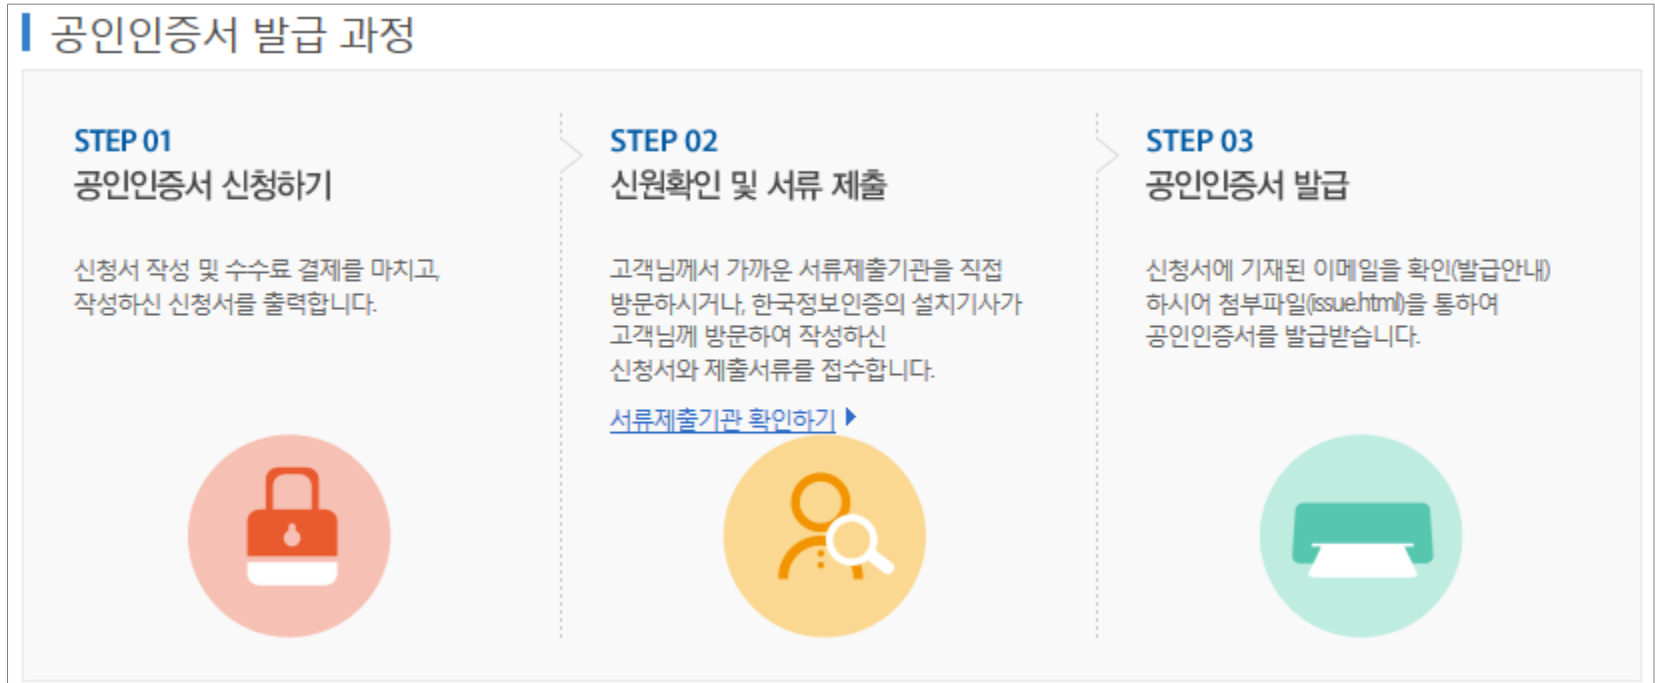 공인인증서 발급 과정
STEP 01
공인인증서 신청하기
신청서 작성 및 수수료 결제를 마치고,
작성하신 신청서를 출력합니다.
STEP 02
신원확인 및 서류 제출
고객님께서 가까운 서류제출기관을 직접
방문하시거나, 한국정보인증의 설치기사가
고객님께 방문하여 작성하신
신청서와 제출서류를 접수합니다.
서류제출기관 확인하기
STEP 03
공인인증서 발급
신청서에 기재된 이메일을 확인(발급안내)
하시어 첨부파일(issue.html)을 통하여
공인인증서를 발급받습니다.